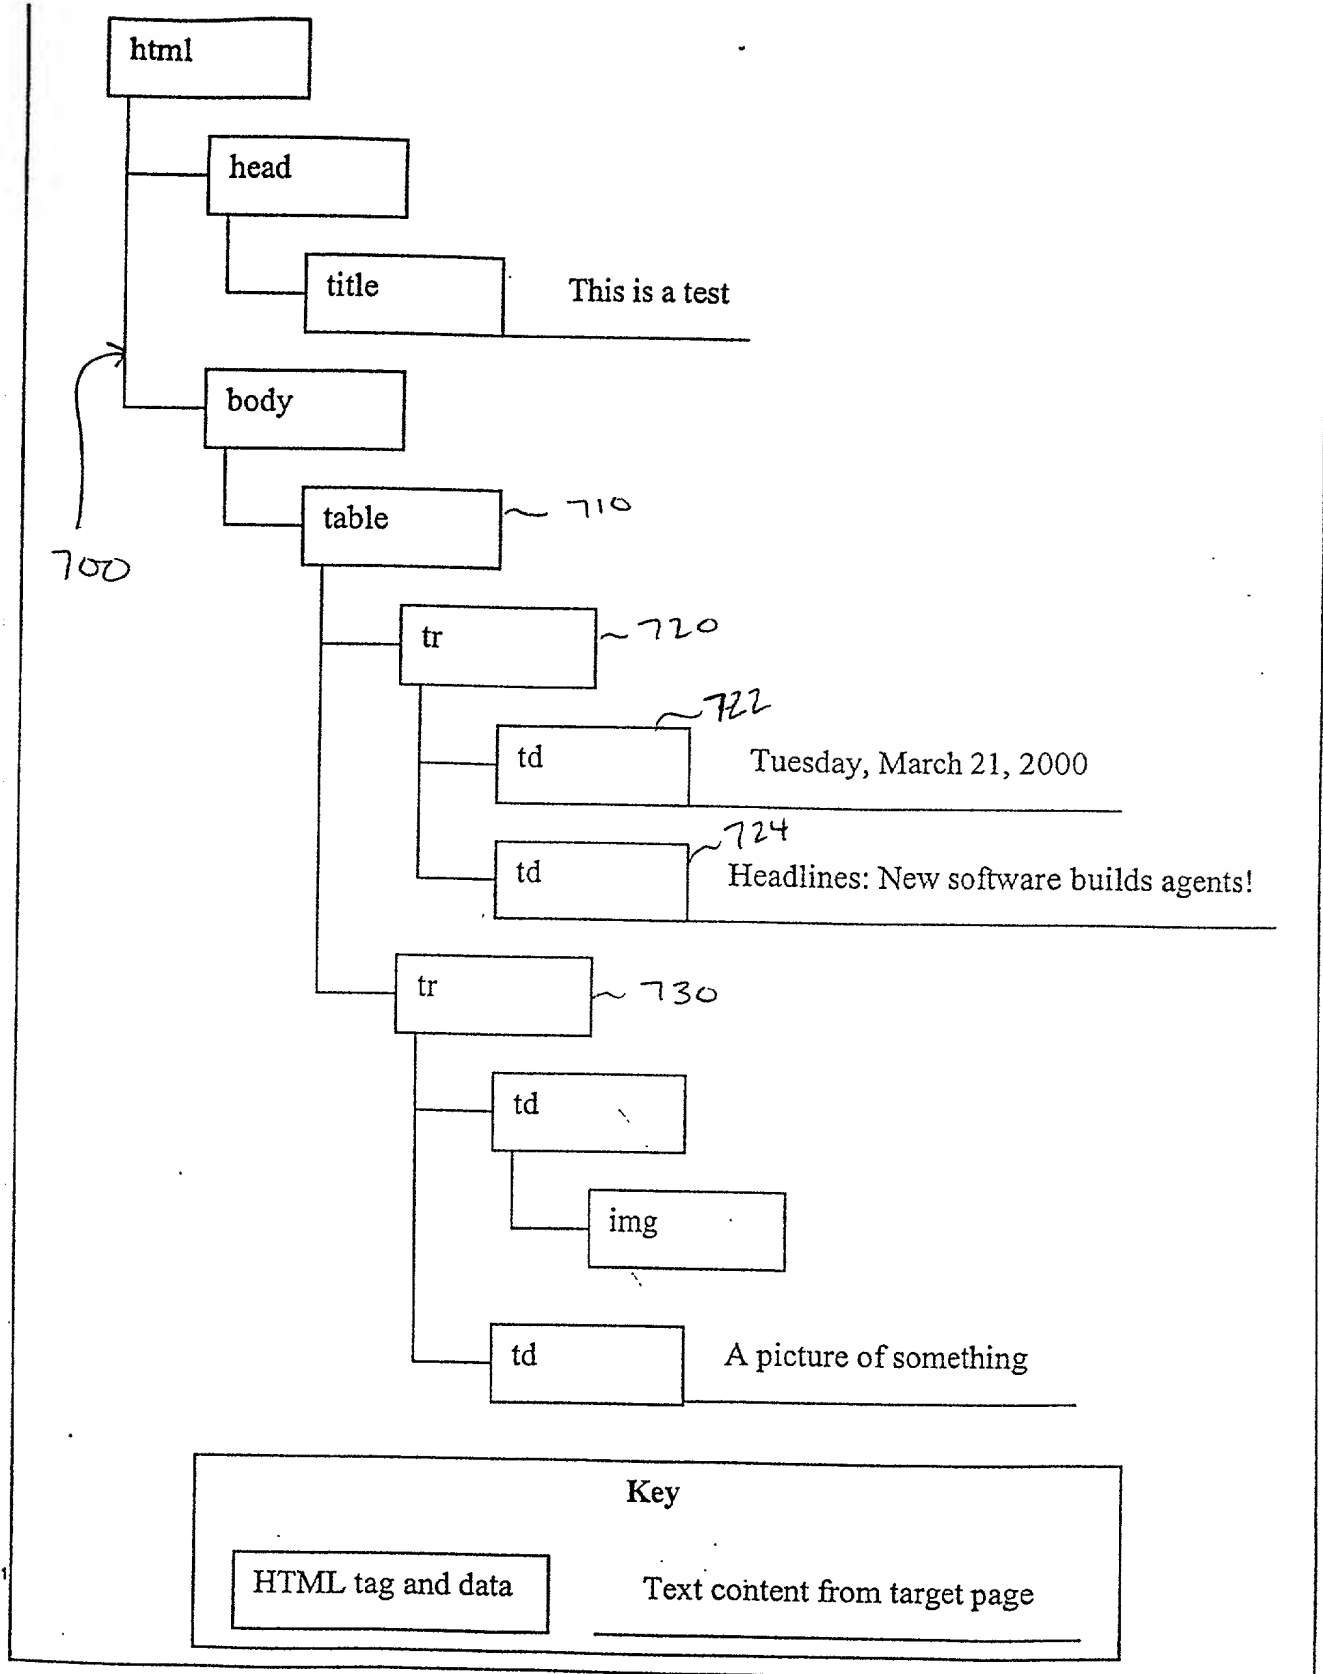 html
head
title This is a test
body
table 710
700
tr 720
722
td Tuesday, March 21, 2000
724
td Headlines: New software builds agents!
tr 730
td
img
td A picture of something
Key
HTML tag and data Text content from target page